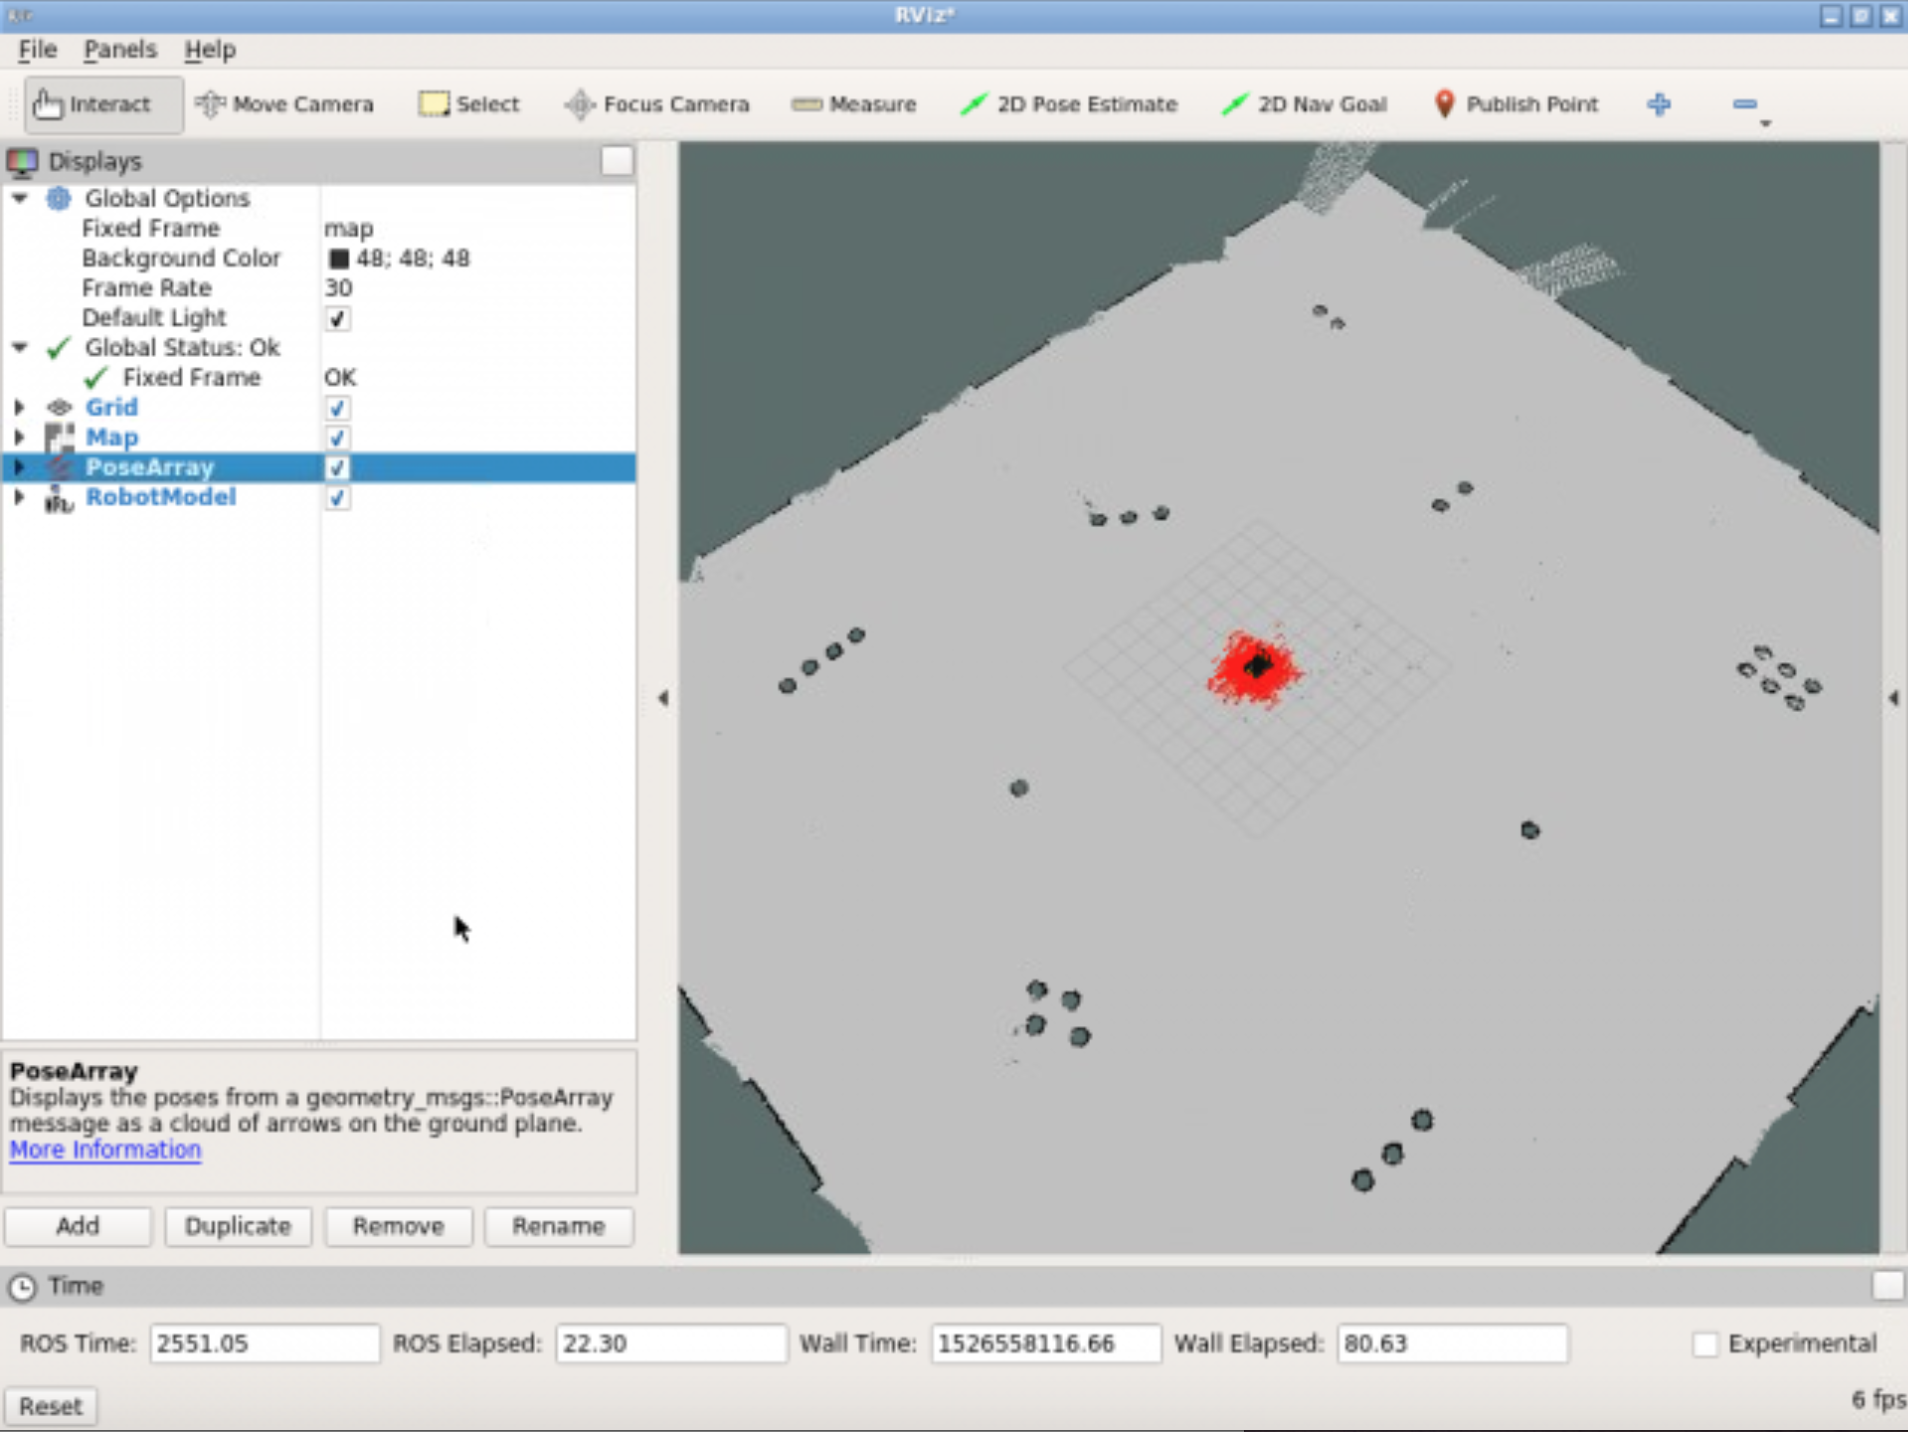 RViz*
File Panels Help
Interact Move Camera Select Focus Camera Measure 2D Pose Estimate 2D Nav Goal Publish Point
Displays
Global Options
Fixed Frame map
Background Color 48; 48; 48
Frame Rate 30
Default Light
Global Status: Ok
Fixed Frame OK
Grid
Map
PoseArray
RobotModel
PoseArray
Displays the poses from a geometry_msgs::PoseArray
message as a cloud of arrows on the ground plane.
More Information
Add Duplicate Remove Rename
Time
ROS Time: 2551.05 ROS Elapsed: 22.30 Wall Time: 1526558116.66 Wall Elapsed: 80.63 Experimental
Reset 6 fps